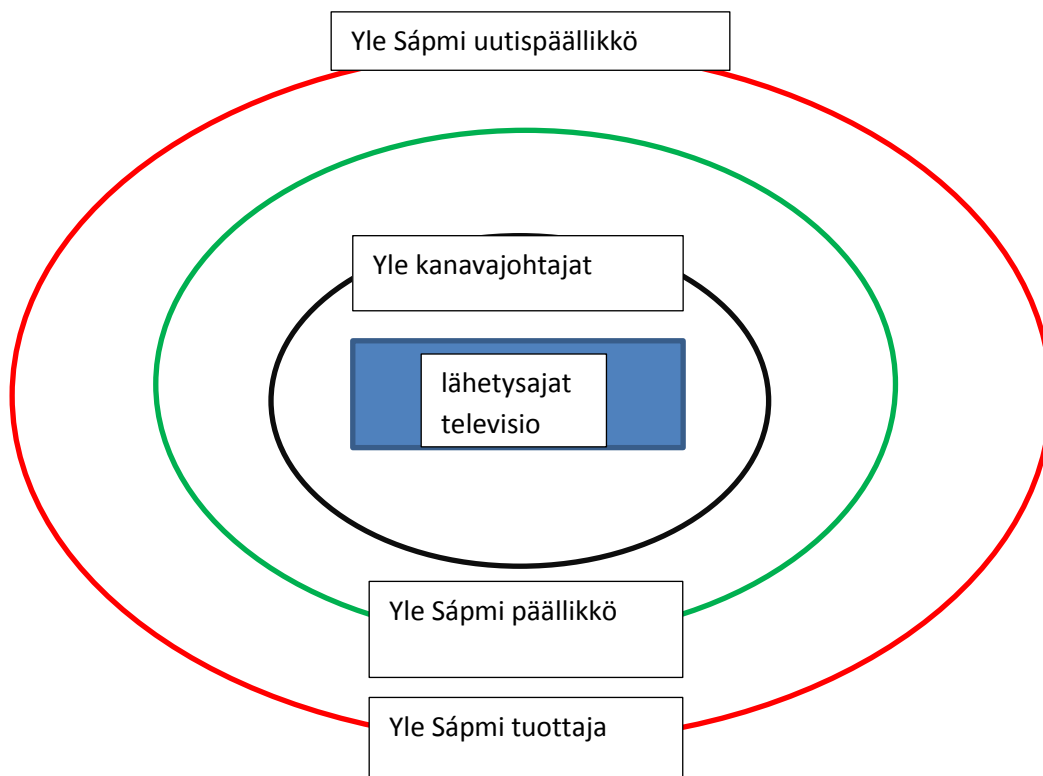 Yle Sápmi uutispäällikkö
Yle kanavajohtajat
lähetysajat
televisio
Yle Sápmi päällikkö
Yle Sápmi tuottaja